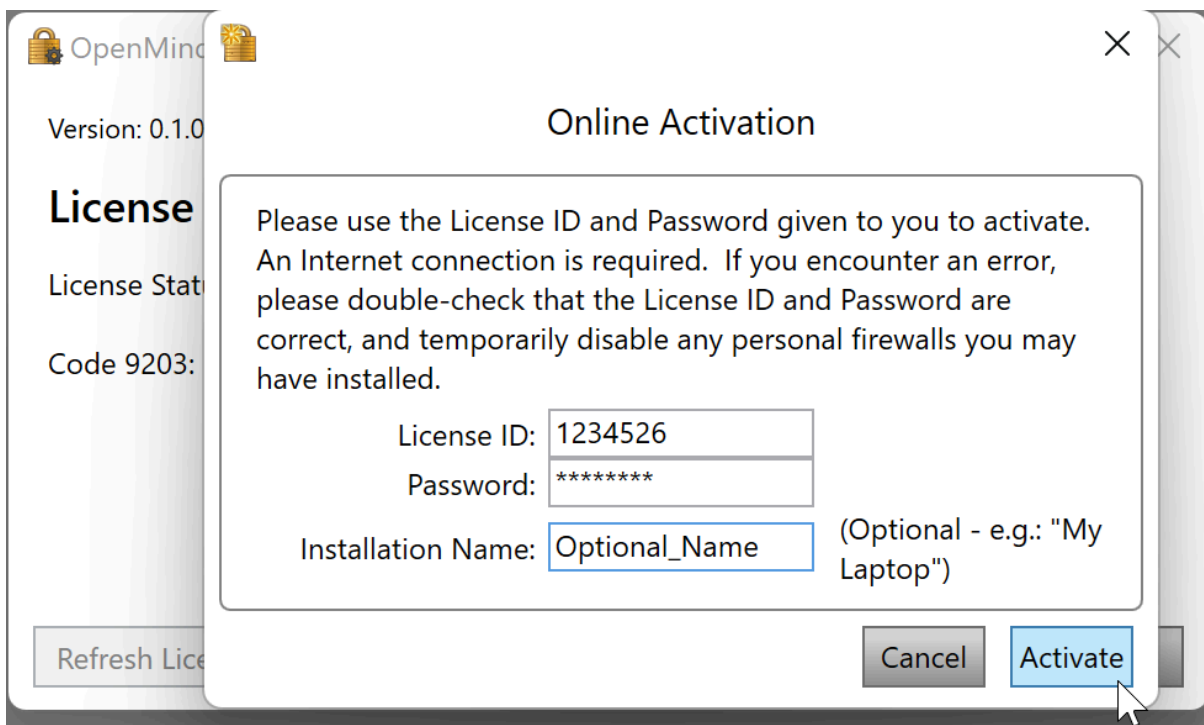 OpenMind
Version: 0.1.0
License
License Stat
Code 9203:
Refresh Lice
Online Activation
Please use the License ID and Password given to you to activate.
An Internet connection is required.  If you encounter an error,
please double-check that the License ID and Password are
correct, and temporarily disable any personal firewalls you may
have installed.
License ID: 1234526
Password: ********
Installation Name: Optional_Name (Optional - e.g.: "My
Laptop")
Cancel Activate